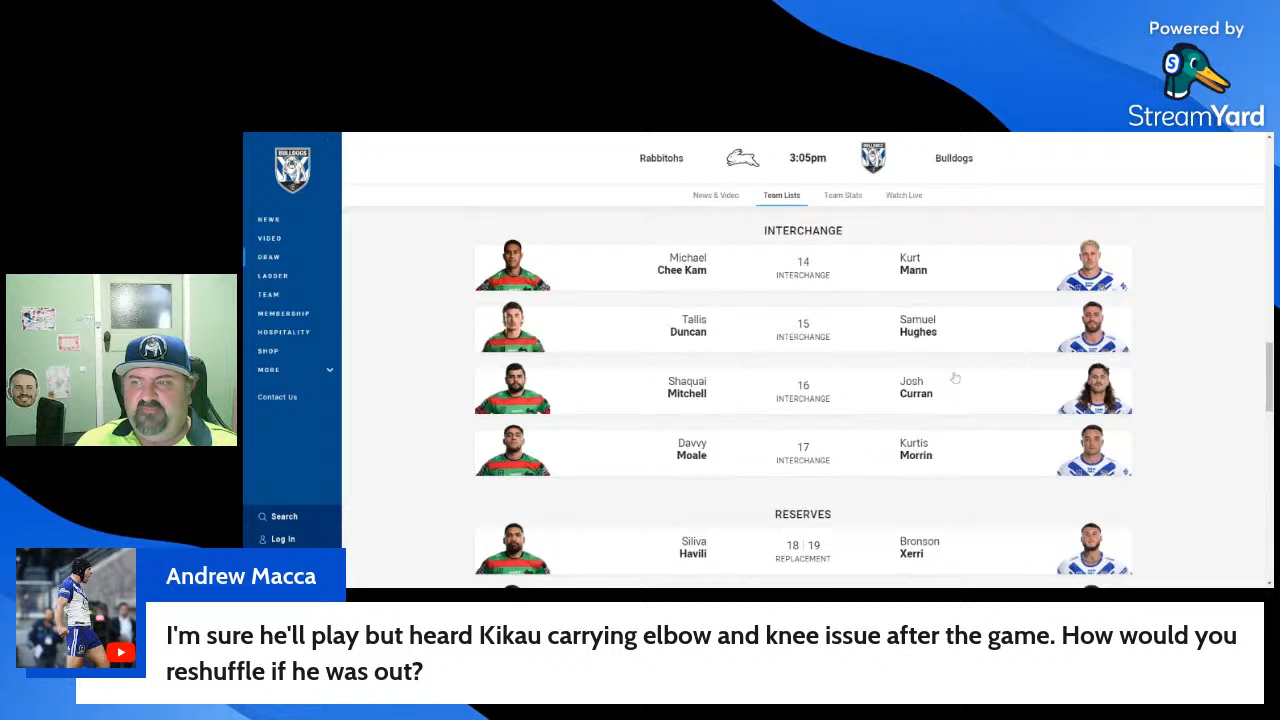 Powered by
StreamYard
BULLDOGS
Rabbitohs
3:05pm
Bulldogs
News & Video
Team Lists
Team Stats
Watch Live
NEWS
VIDEO
DRAW
LADDER
TEAM
MEMBERSHIP
HOSPITALITY
SHOP
MORE
Contact Us
Search
Log In
INTERCHANGE
Michael
Chee Kam
14
INTERCHANGE
Kurt
Mann
Tallis
Duncan
15
INTERCHANGE
Samuel
Hughes
Shaquai
Mitchell
16
INTERCHANGE
Josh
Curran
Davvy
Moale
17
INTERCHANGE
Kurtis
Morrin
RESERVES
Siliva
Havili
18 | 19
REPLACEMENT
Bronson
Xerri
Andrew Macca
I'm sure he'll play but heard Kikau carrying elbow and knee issue after the game. How would you
reshuffle if he was out?